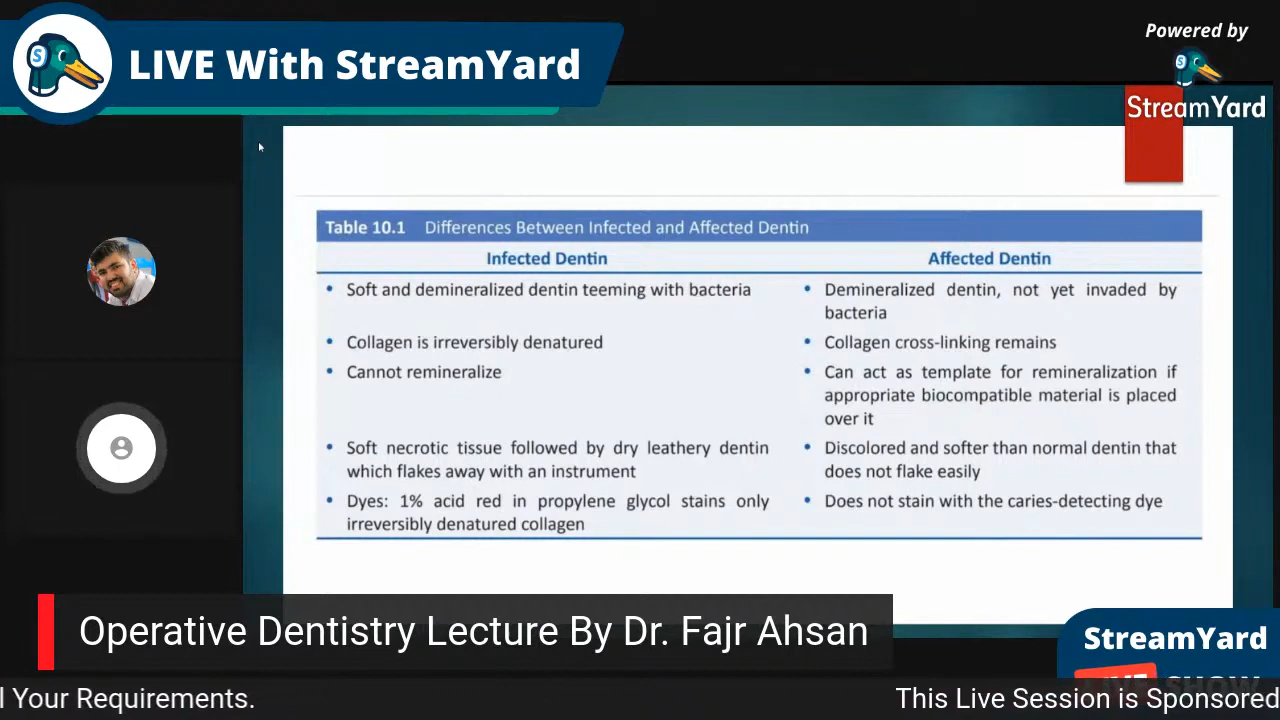 LIVE With StreamYard
Powered by
StreamYard
Table 10.1 Differences Between Infected and Affected Dentin
Infected Dentin
Affected Dentin
• Soft and demineralized dentin teeming with bacteria
• Demineralized dentin, not yet invaded by
bacteria
• Collagen is irreversibly denatured
• Collagen cross-linking remains
• Cannot remineralize
• Can act as template for remineralization if
appropriate biocompatible material is placed
over it
• Soft necrotic tissue followed by dry leathery dentin
which flakes away with an instrument
• Discolored and softer than normal dentin that
does not flake easily
• Dyes: 1% acid red in propylene glycol stains only
irreversibly denatured collagen
• Does not stain with the caries-detecting dye
Operative Dentistry Lecture By Dr. Fajr Ahsan
StreamYard
LIVE SHOW
l Your Requirements.
This Live Session is Sponsored